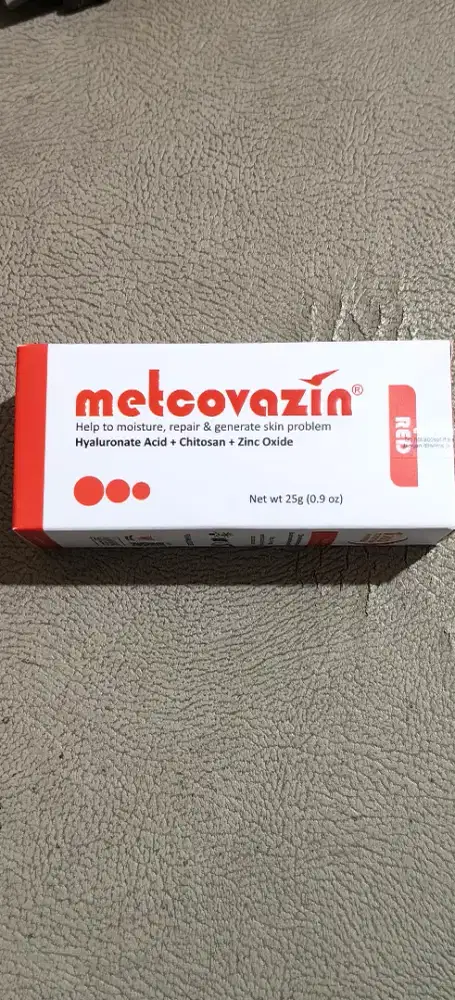 metcovazin®
Help to moisture, repair & generate skin problem
Hyaluronate Acid + Chitosan + Zinc Oxide
Net wt 25g (0.9 oz)
RED